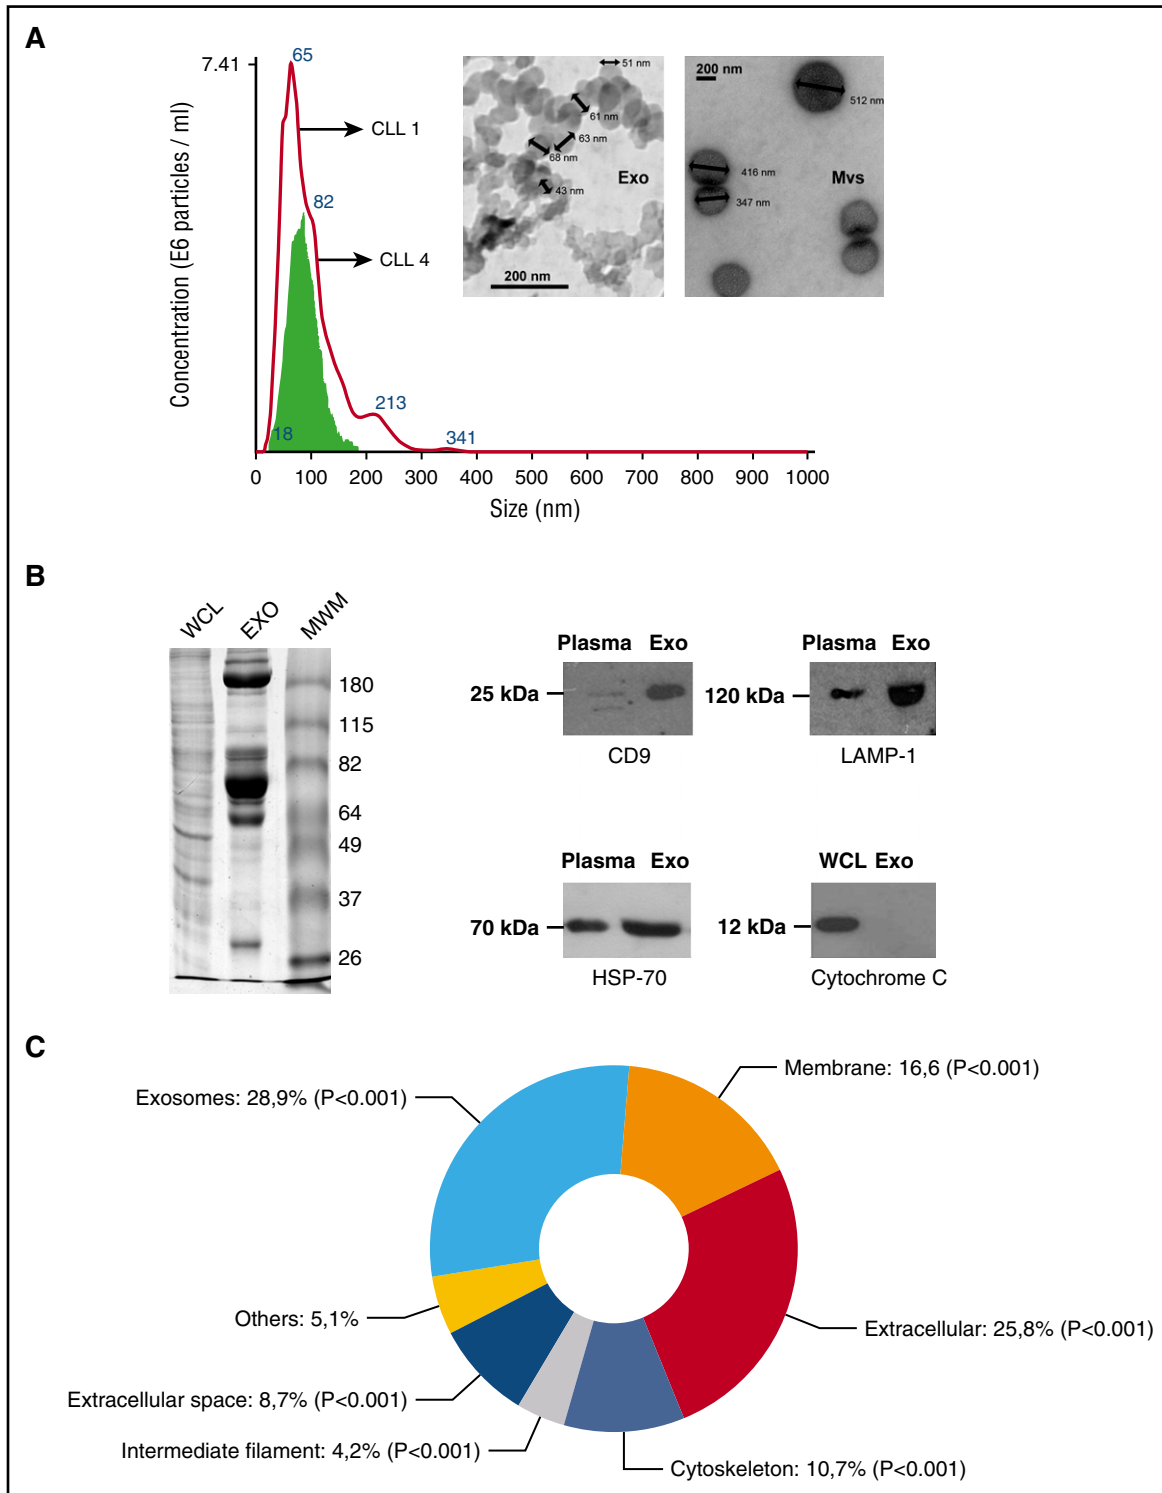 A
7.41
65
CLL 1
82
CLL 4
213
341
18
Concentration (E6 particles / ml)
0 100 200 300 400 500 600 700 800 900 1000
Size (nm)
51 nm
61 nm
63 nm
68 nm
43 nm
Exo
200 nm
200 nm
512 nm
416 nm
347 nm
Mvs
B
WCL EXO MWM
180
115
82
64
49
37
26
Plasma Exo
25 kDa
CD9
Plasma Exo
120 kDa
LAMP-1
Plasma Exo
70 kDa
HSP-70
WCL Exo
12 kDa
Cytochrome C
C
Membrane: 16,6 (P<0.001)
Exosomes: 28,9% (P<0.001)
Others: 5,1%
Extracellular: 25,8% (P<0.001)
Extracellular space: 8,7% (P<0.001)
Intermediate filament: 4,2% (P<0.001)
Cytoskeleton: 10,7% (P<0.001)